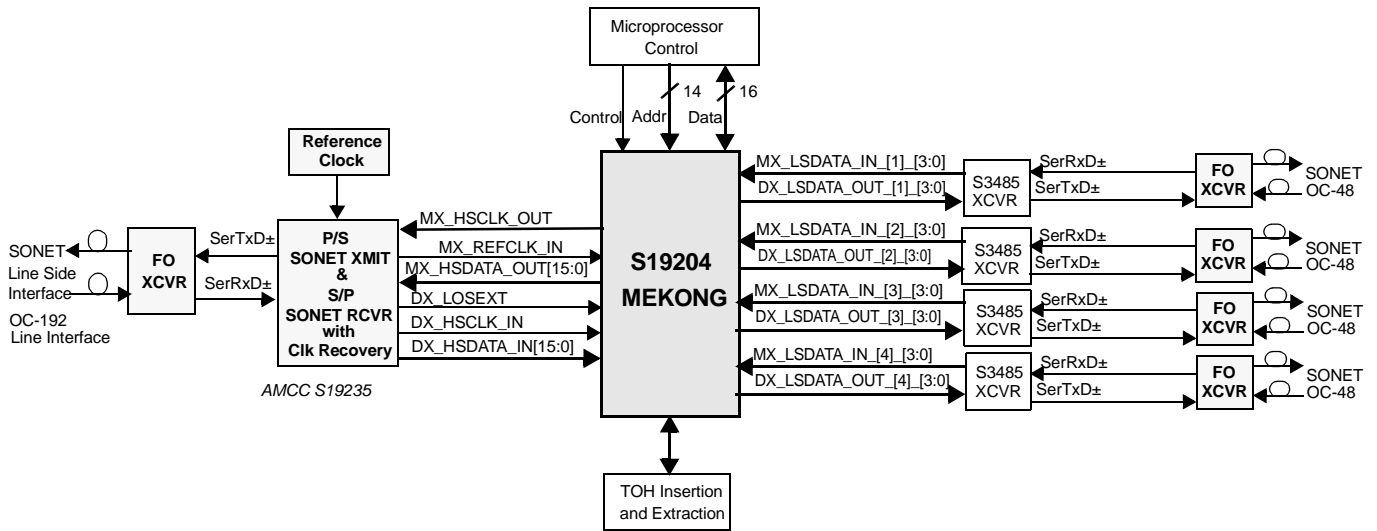 Microprocessor
Control
14
16
Control
Addr
Data
Reference
Clock
P/S
SONET XMIT
&
S/P
SONET RCVR
with
Clk Recovery
AMCC S19235
SONET
Line Side
Interface
OC-192
Line Interface
FO
XCVR
SerTxD±
SerRxD±
MX_HSCLK_OUT
MX_REFCLK_IN
MX_HSDATA_OUT[15:0]
DX_LOSEXT
DX_HSCLK_IN
DX_HSDATA_IN[15:0]
S19204
MEKONG
MX_LSDATA_IN_[1]_[3:0]
DX_LSDATA_OUT_[1]_[3:0]
S3485
XCVR
SerRxD±
SerTxD±
FO
XCVR
SONET
OC-48
MX_LSDATA_IN_[2]_[3:0]
DX_LSDATA_OUT_[2]_[3:0]
S3485
XCVR
SerRxD±
SerTxD±
FO
XCVR
SONET
OC-48
MX_LSDATA_IN_[3]_[3:0]
DX_LSDATA_OUT_[3]_[3:0]
S3485
XCVR
SerRxD±
SerTxD±
FO
XCVR
SONET
OC-48
MX_LSDATA_IN_[4]_[3:0]
DX_LSDATA_OUT_[4]_[3:0]
S3485
XCVR
SerRxD±
SerTxD±
FO
XCVR
SONET
OC-48
TOH Insertion
and Extraction